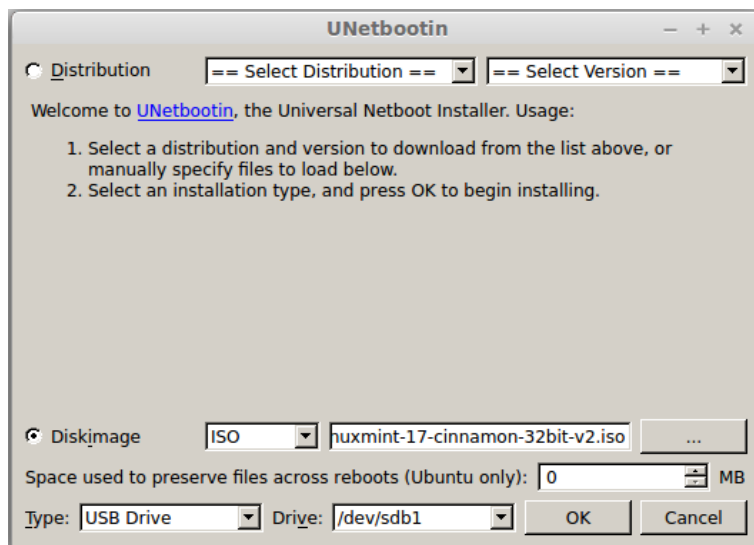 UNetbootin
Distribution == Select Distribution == == Select Version ==
Welcome to UNetbootin, the Universal Netboot Installer. Usage:
1. Select a distribution and version to download from the list above, or
manually specify files to load below.
2. Select an installation type, and press OK to begin installing.
Diskimage ISO nuxmint-17-cinnamon-32bit-v2.iso ...
Space used to preserve files across reboots (Ubuntu only): 0 MB
Type: USB Drive Drive: /dev/sdb1 OK Cancel